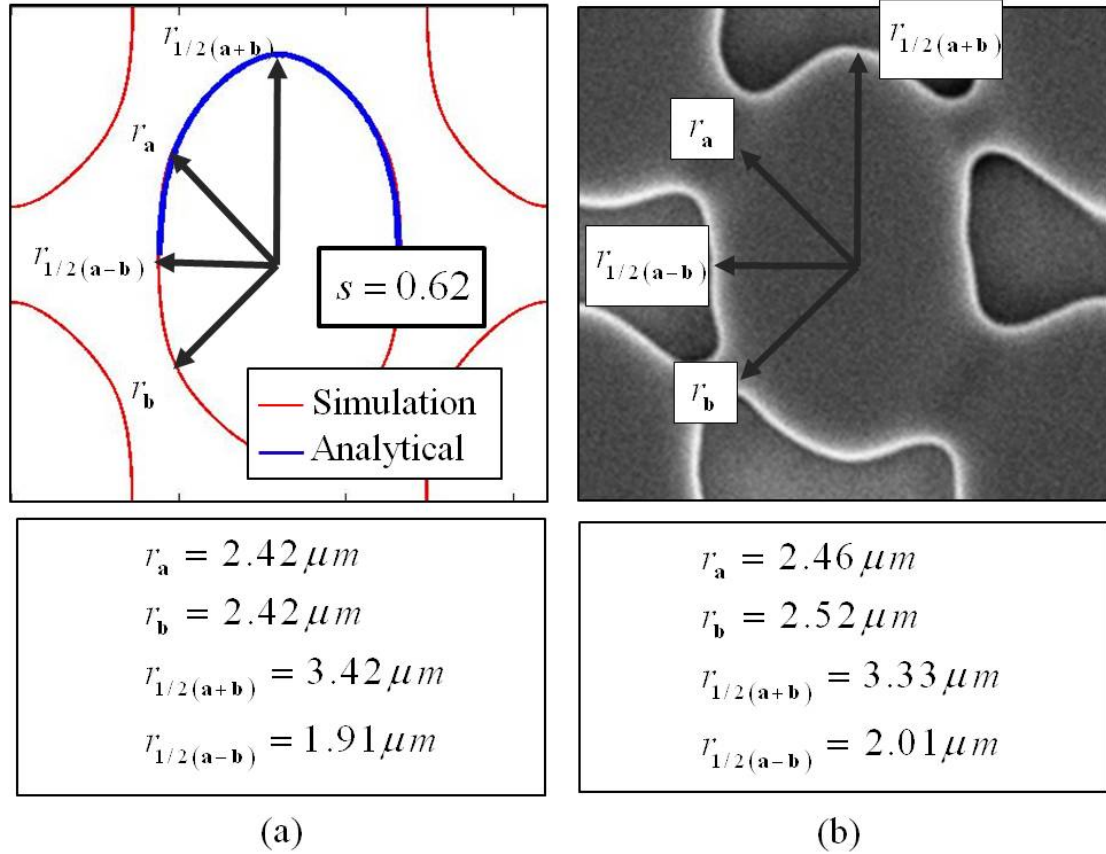 r1/2(a+b)
ra
r1/2(a−b)
s = 0.62
rb
Simulation
Analytical
r1/2(a+b)
ra
r1/2(a−b)
rb
ra = 2.42 μm
rb = 2.42 μm
r1/2(a+b) = 3.42 μm
r1/2(a−b) = 1.91 μm
ra = 2.46 μm
rb = 2.52 μm
r1/2(a+b) = 3.33 μm
r1/2(a−b) = 2.01 μm
(a)
(b)